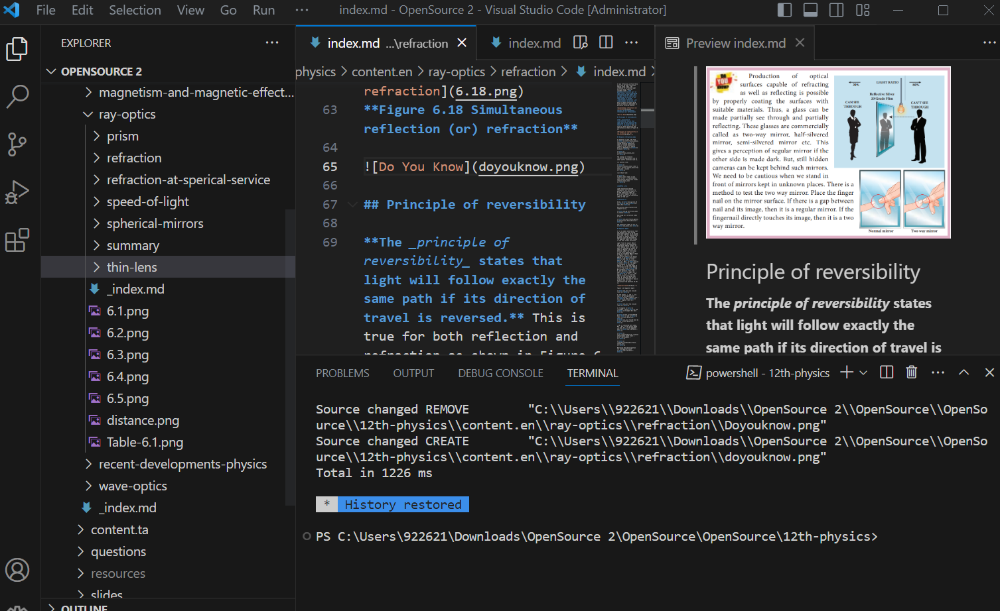 File Edit Selection View Go Run ··· index.md - OpenSource 2 - Visual Studio Code [Administrator]
EXPLORER ···
OPENSOURCE 2
magnetism-and-magnetic-effect...
ray-optics
prism
refraction
refraction-at-sperical-service
speed-of-light
spherical-mirrors
summary
thin-lens
_index.md
6.1.png
6.2.png
6.3.png
6.4.png
6.5.png
distance.png
Table-6.1.png
recent-developments-physics
wave-optics
_index.md
content.ta
questions
resources
slides
OUTLINE
index.md ...\refraction
index.md
physics > content.en > ray-optics > refraction > index.md
refraction](6.18.png)
63 **Figure 6.18 Simultaneous
reflection (or) refraction**
64
65 ![Do You Know](doyouknow.png)
66
67 ## Principle of reversibility
68
69 **The _principle of
reversibility_ states that
light will follow exactly the
same path if its direction of
travel is reversed.** This is
true for both reflection and
refraction as shown in Figure 6
Preview index.md
DO YOU KNOW?
Production of optical
surfaces capable of refracting
as well as reflecting is possible
by properly coating the surfaces with
suitable materials. Thus, a glass can be
made partially see through and partially
reflecting. These glasses are commercially
called as two-way mirror, half-silvered
mirror, semi-silvered mirror etc. This
gives a perception of regular mirror if the
other side is made dark. But, still hidden
cameras can be kept behind such mirrors.
We need to be cautious when we stand in
front of mirrors kept in unknown places. There is a
method to test the two way mirror. Place the finger
nail on the mirror surface. If there is a gap between
nail and its image, then it is a regular mirror. If the
fingernail directly touches its image, then it is a two
way mirror.
LIGHT RATIO
20% 80%
Reflective Silver
20 Grade Film
CAN SEE
THROUGH
CAN'T SEE
THROUGH
Normal mirror Two way mirror
Principle of reversibility
The principle of reversibility states
that light will follow exactly the
same path if its direction of travel is
PROBLEMS OUTPUT DEBUG CONSOLE TERMINAL powershell - 12th-physics
Source changed REMOVE "C:\\Users\\922621\\Downloads\\OpenSource 2\\OpenSource\\OpenSo
urce\\12th-physics\\content.en\\ray-optics\\refraction\\Doyouknow.png"
Source changed CREATE "C:\\Users\\922621\\Downloads\\OpenSource 2\\OpenSource\\OpenSo
urce\\12th-physics\\content.en\\ray-optics\\refraction\\doyouknow.png"
Total in 1226 ms
* History restored
PS C:\Users\922621\Downloads\OpenSource 2\OpenSource\OpenSource\12th-physics>